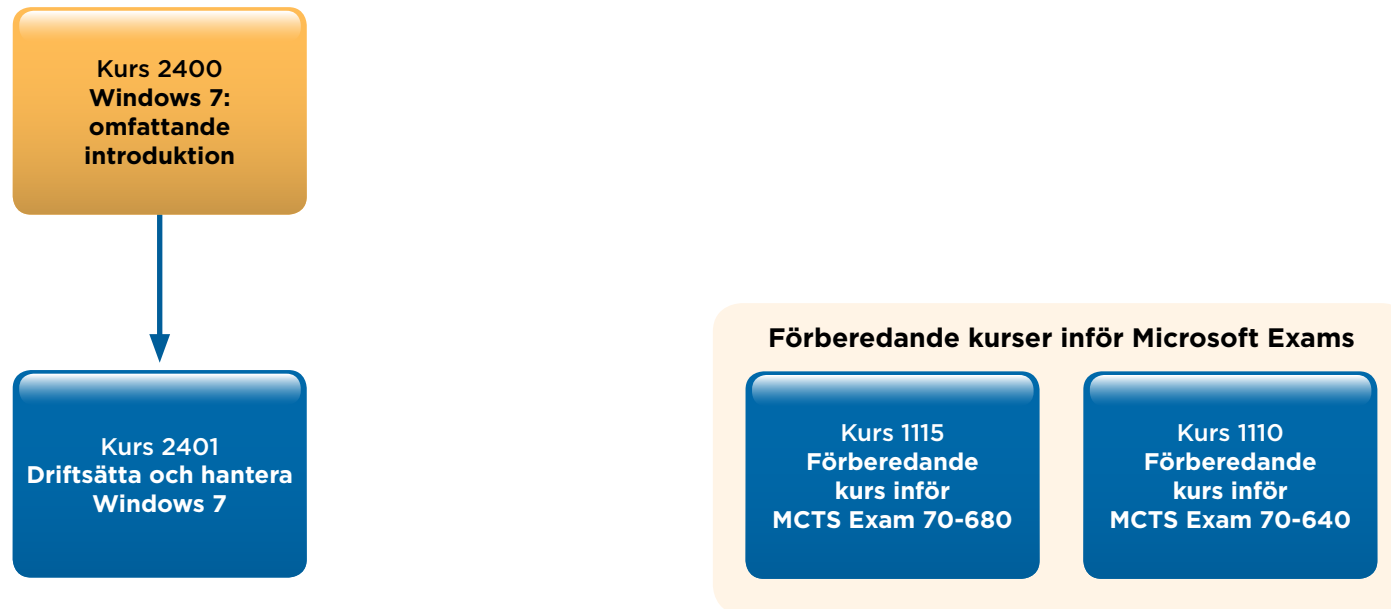 Kurs 2400
Windows 7:
omfattande
introduktion
Kurs 2401
Driftsätta och hantera
Windows 7
Förberedande kurser inför Microsoft Exams
Kurs 1115
Förberedande
kurs inför
MCTS Exam 70-680
Kurs 1110
Förberedande
kurs inför
MCTS Exam 70-640